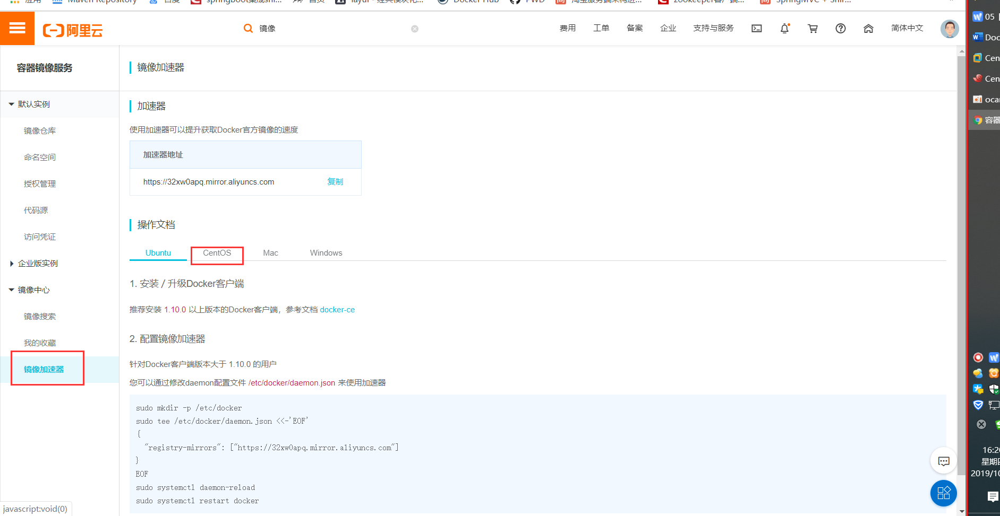 应用
Maven Repository
百度
首页
Docker Hub
PWD
阿里云
镜像
费用
工单
备案
企业
支持与服务
简体中文
容器镜像服务
默认实例
镜像仓库
命名空间
授权管理
代码源
访问凭证
企业版实例
镜像中心
镜像搜索
我的收藏
镜像加速器
镜像加速器
加速器
使用加速器可以提升获取Docker官方镜像的速度
加速器地址
https://32xw0apq.mirror.aliyuncs.com
复制
操作文档
Ubuntu
CentOS
Mac
Windows
1. 安装 / 升级Docker客户端
推荐安装 1.10.0 以上版本的Docker客户端，参考文档 docker-ce
2. 配置镜像加速器
针对Docker客户端版本大于 1.10.0 的用户
您可以通过修改daemon配置文件 /etc/docker/daemon.json 来使用加速器
sudo mkdir -p /etc/docker
sudo tee /etc/docker/daemon.json <<-'EOF'
{
"registry-mirrors": ["https://32xw0apq.mirror.aliyuncs.com"]
}
EOF
sudo systemctl daemon-reload
sudo systemctl restart docker
javascript:void(0)
05
Doc
Cen
Cen
oca
容器
16:2
星期
2019/10